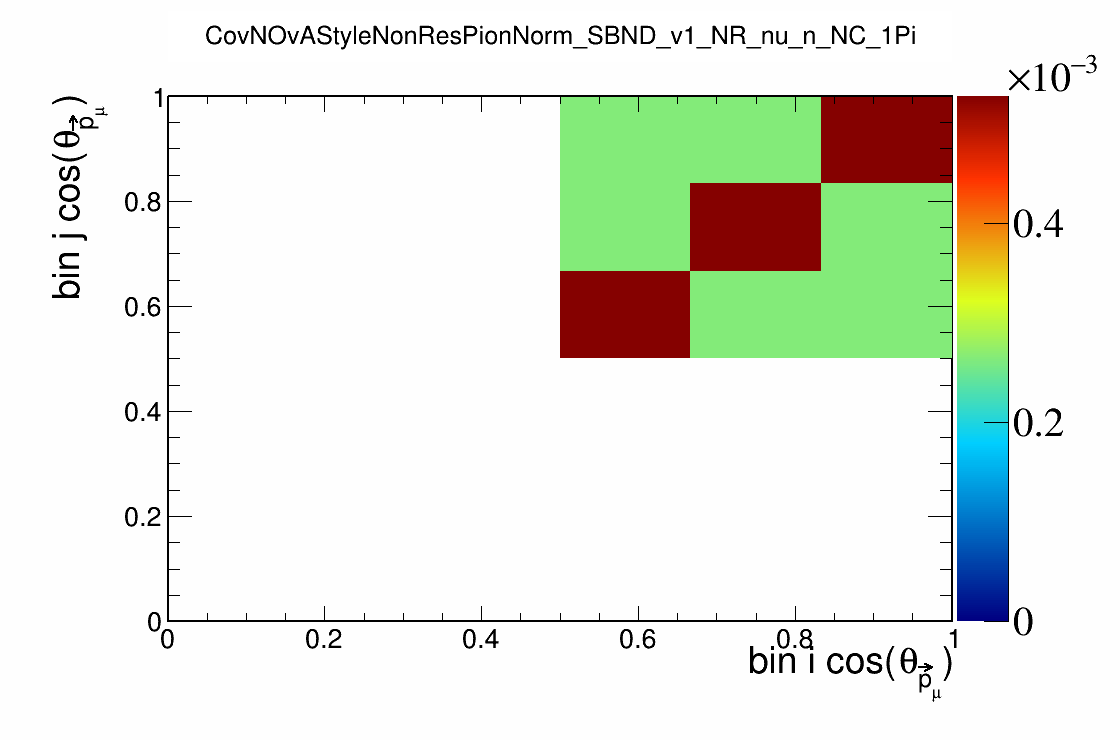 CovNOvAStyleNonResPionNorm_SBND_v1_NR_nu_n_NC_1Pi
×10⁻³
bin j cos(θ_p⃗_μ)
1
0.8
0.6
0.4
0.2
0
0 0.2 0.4 0.6 0.8 1
bin i cos(θ_p⃗_μ)
0.4
0.2
0